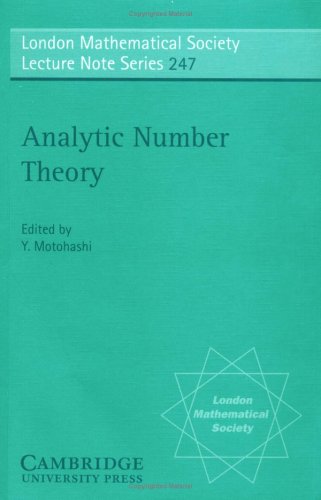 London Mathematical Society
Lecture Note Series 247
Analytic Number
Theory
Edited by
Y. Motohashi
London
Mathematical
Society
CAMBRIDGE
UNIVERSITY PRESS